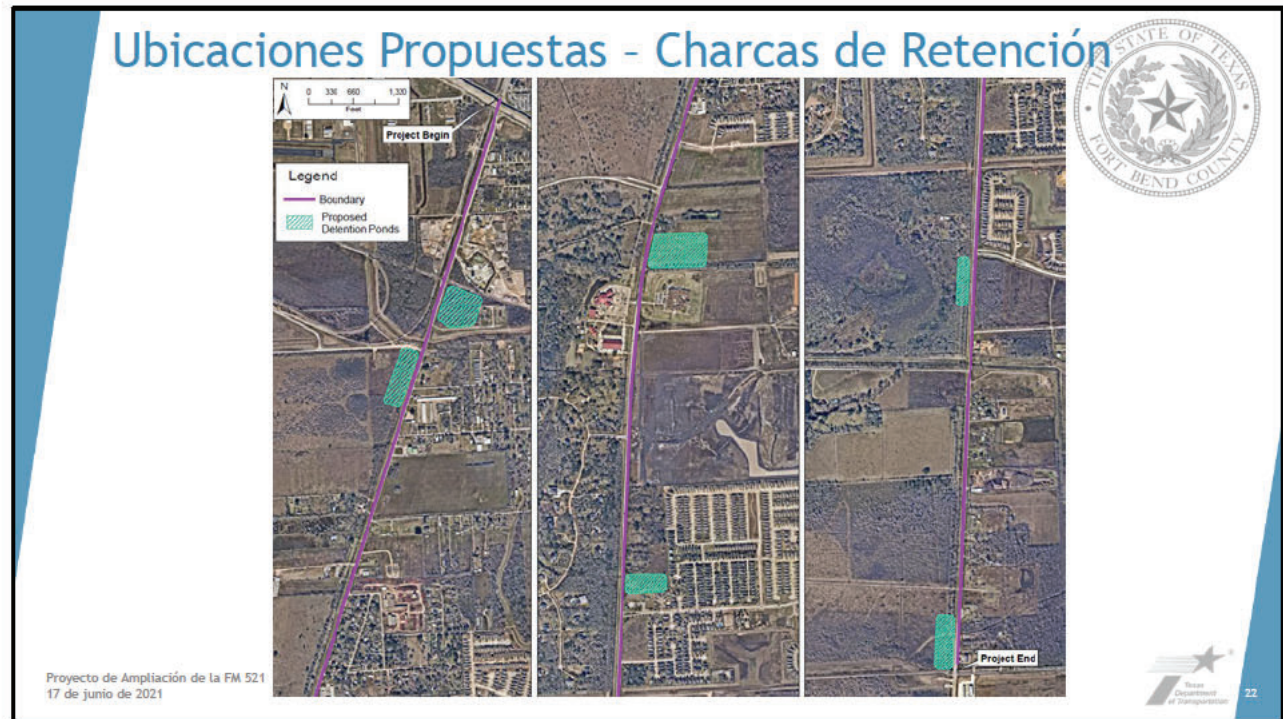 Ubicaciones Propuestas – Charcas de Retención
THE STATE OF TEXAS
FORT BEND COUNTY
N
0 330 660 1,320
Feet
Project Begin
Legend
Boundary
Proposed
Detention Ponds
Project End
Proyecto de Ampliación de la FM 521
17 de junio de 2021
Texas
Department
of Transportation
22